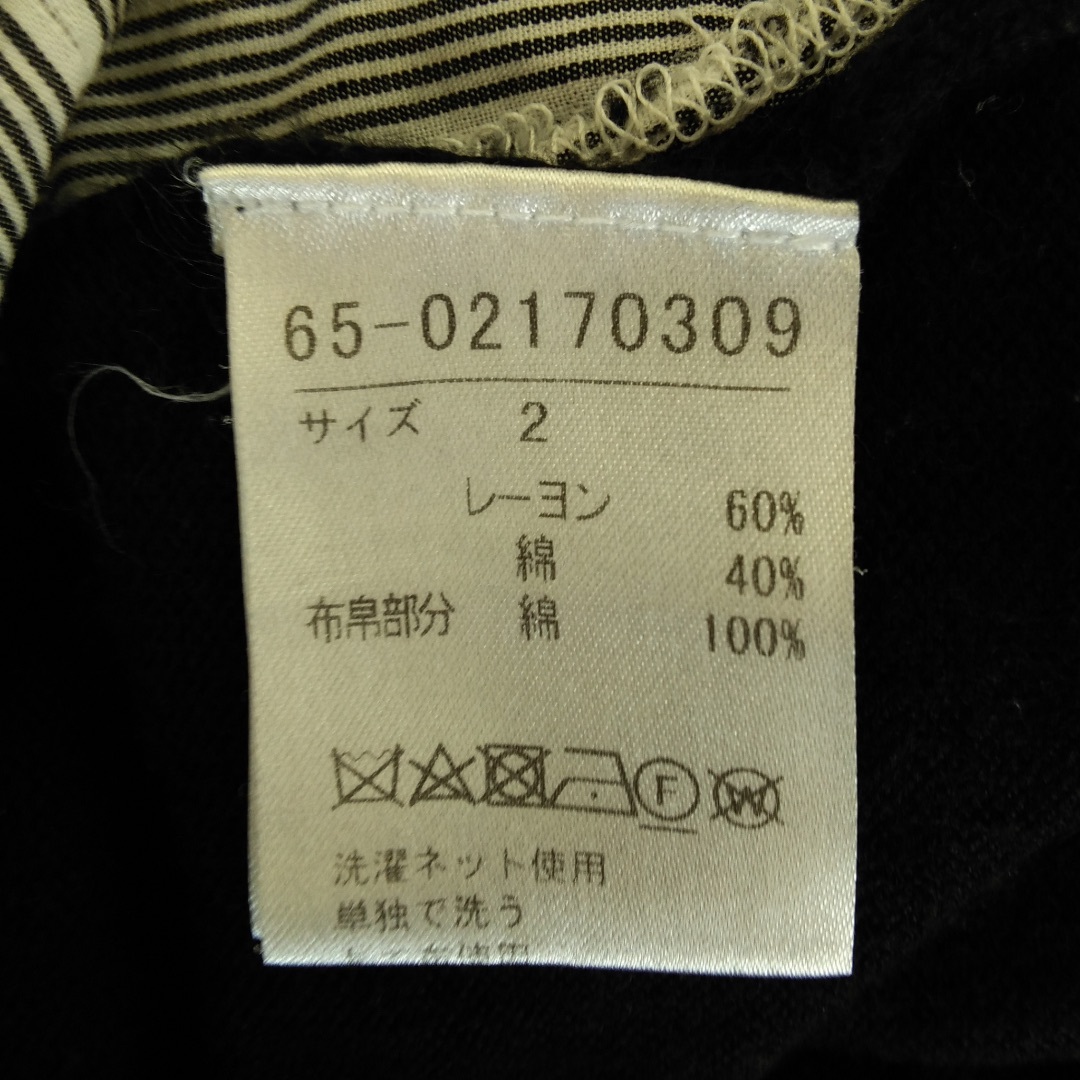 65-02170309
サイズ 2
レーヨン 60%
綿 40%
布帛部分 綿 100%
F W
洗濯ネット使用
単独で洗う